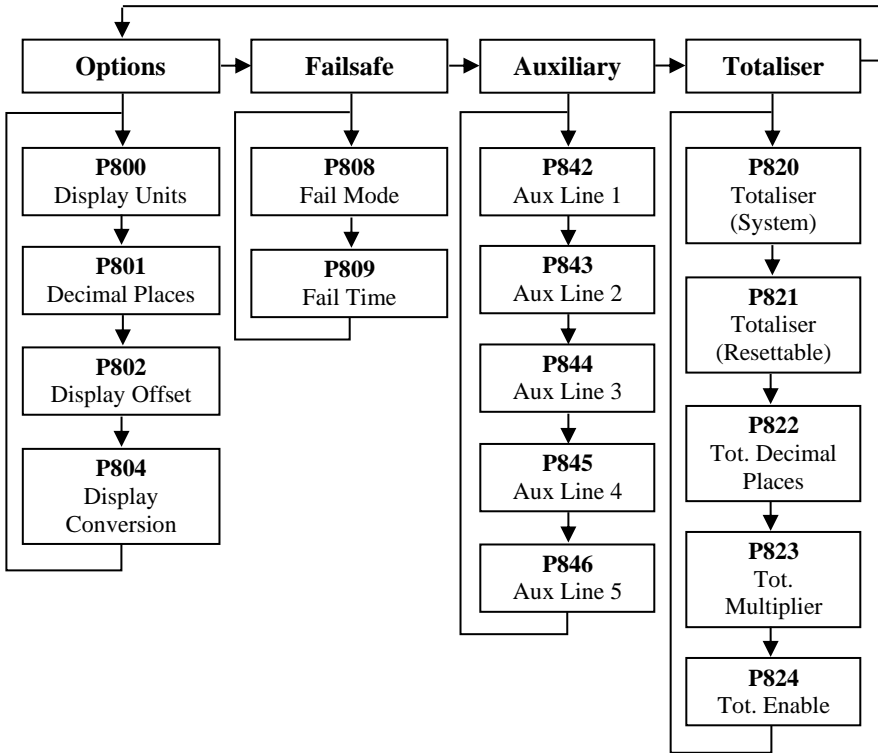 Options
Failsafe
Auxiliary
Totaliser
P800
Display Units
P801
Decimal Places
P802
Display Offset
P804
Display
Conversion
P808
Fail Mode
P809
Fail Time
P842
Aux Line 1
P843
Aux Line 2
P844
Aux Line 3
P845
Aux Line 4
P846
Aux Line 5
P820
Totaliser
(System)
P821
Totaliser
(Resettable)
P822
Tot. Decimal
Places
P823
Tot.
Multiplier
P824
Tot. Enable